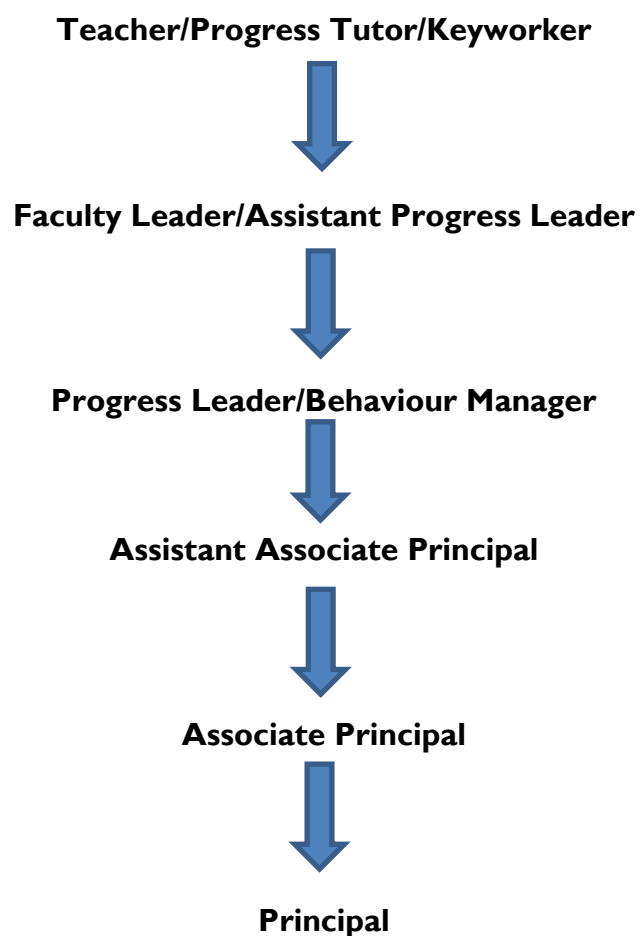 Teacher/Progress Tutor/Keyworker
Faculty Leader/Assistant Progress Leader
Progress Leader/Behaviour Manager
Assistant Associate Principal
Associate Principal
Principal